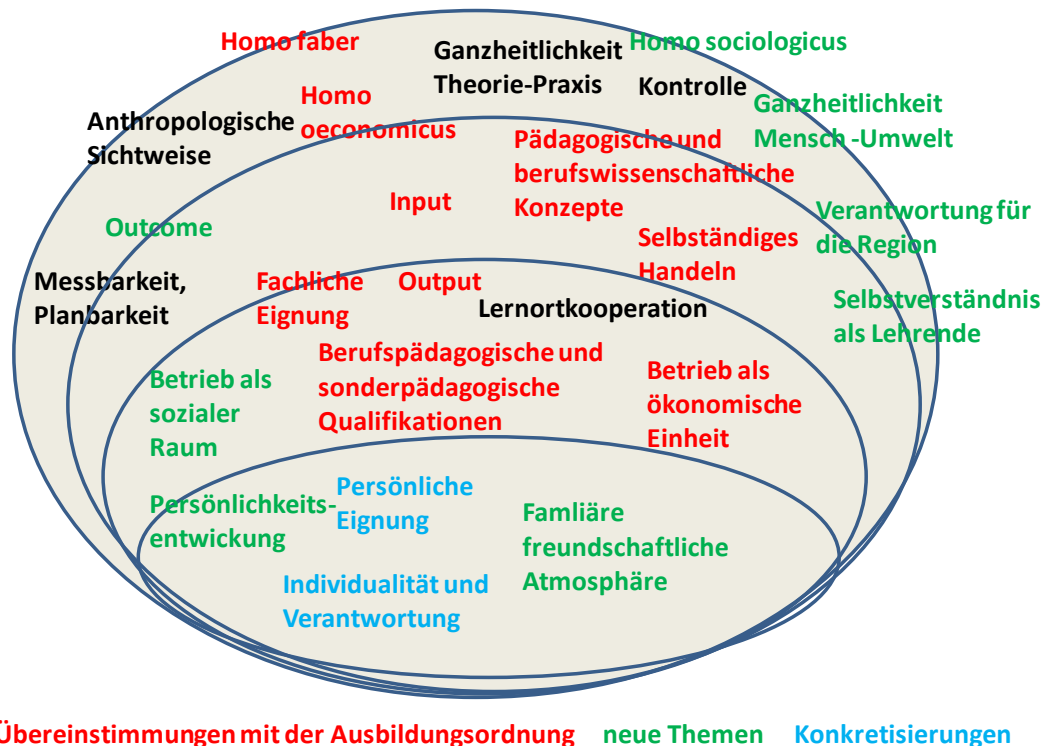 Homo faber
Ganzheitlichkeit
Theorie-Praxis
Homo sociologicus
Kontrolle
Homo
oeconomicus
Ganzheitlichkeit
Mensch -Umwelt
Anthropologische
Sichtweise
Pädagogische und
berufswissenschaftliche
Konzepte
Input
Verantwortung für
die Region
Outcome
Selbständiges
Handeln
Messbarkeit,
Planbarkeit
Fachliche
Eignung
Output
Lernortkooperation
Selbstverständnis
als Lehrende
Berufspädagogische und
sonderpädagogische
Qualifikationen
Betrieb als
ökonomische
Einheit
Betrieb als
sozialer
Raum
Persönliche
Eignung
Persönlichkeits-
entwickung
Famliäre
freundschaftliche
Atmosphäre
Individualität und
Verantwortung
Übereinstimmungen mit der Ausbildungsordnung neue Themen Konkretisierungen